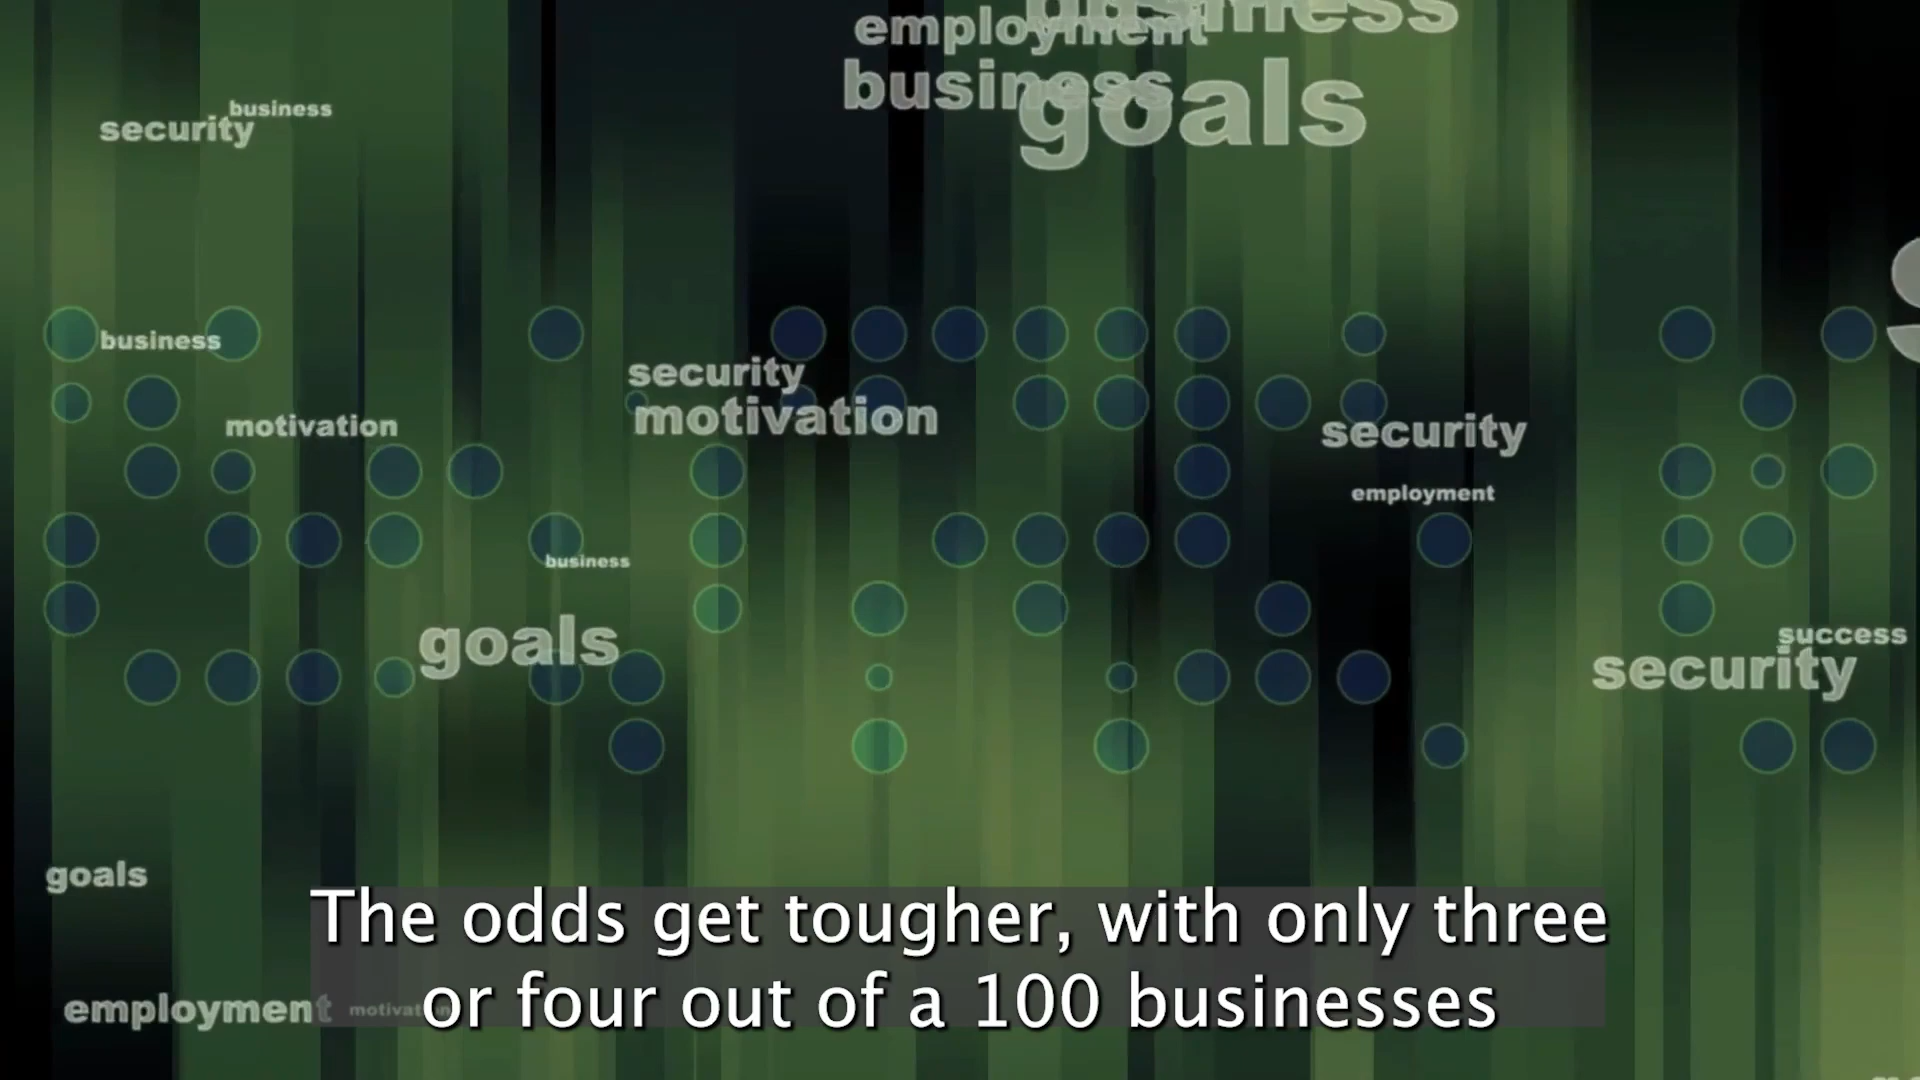 business
employment
business
goals
business
security
business
security
motivation
motivation
security
employment
business
goals
success
security
goals
The odds get tougher, with only three
or four out of a 100 businesses
employment